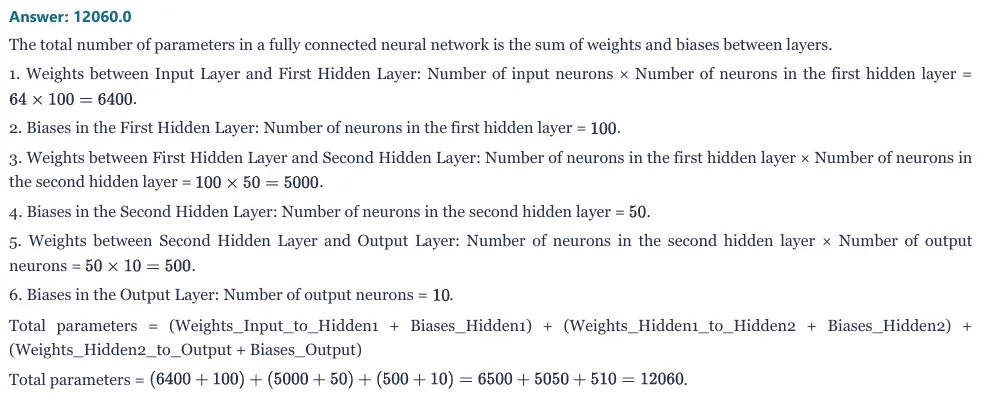 Answer: 12060.0
The total number of parameters in a fully connected neural network is the sum of weights and biases between layers.
1. Weights between Input Layer and First Hidden Layer: Number of input neurons × Number of neurons in the first hidden layer =
64 × 100 = 6400.
2. Biases in the First Hidden Layer: Number of neurons in the first hidden layer = 100.
3. Weights between First Hidden Layer and Second Hidden Layer: Number of neurons in the first hidden layer × Number of neurons in
the second hidden layer = 100 × 50 = 5000.
4. Biases in the Second Hidden Layer: Number of neurons in the second hidden layer = 50.
5. Weights between Second Hidden Layer and Output Layer: Number of neurons in the second hidden layer × Number of output
neurons = 50 × 10 = 500.
6. Biases in the Output Layer: Number of output neurons = 10.
Total parameters = (Weights_Input_to_Hidden1 + Biases_Hidden1) + (Weights_Hidden1_to_Hidden2 + Biases_Hidden2) +
(Weights_Hidden2_to_Output + Biases_Output)
Total parameters = (6400 + 100) + (5000 + 50) + (500 + 10) = 6500 + 5050 + 510 = 12060.